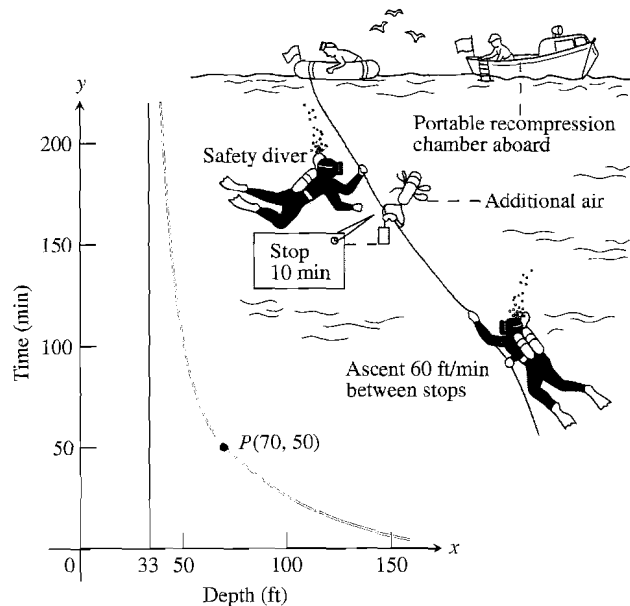 y
200
150
100
50
0
33
50
100
150
x
Time (min)
Depth (ft)
P(70, 50)
Safety diver
Stop
10 min
Portable recompression
chamber aboard
Additional air
Ascent 60 ft/min
between stops